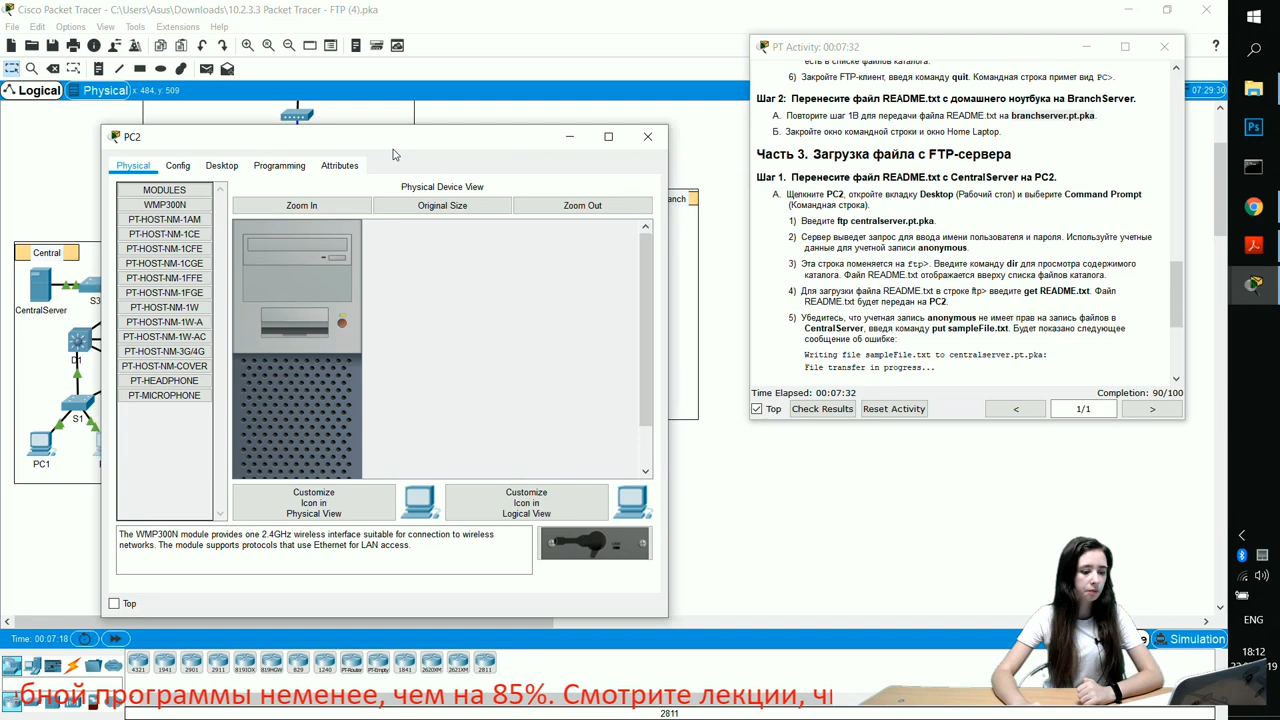 Cisco Packet Tracer - C:\Users\Asus\Downloads\10.2.3.3 Packet Tracer - FTP (4).pka
File Edit Options View Tools Extensions Help
Logical Physical x: 484, y: 509
07:29:30
Central
CentralServer
S3
D1
S1
PC1
PC2
Physical Config Desktop Programming Attributes
MODULES
WMP300N
PT-HOST-NM-1AM
PT-HOST-NM-1CE
PT-HOST-NM-1CFE
PT-HOST-NM-1CGE
PT-HOST-NM-1FFE
PT-HOST-NM-1FGE
PT-HOST-NM-1W
PT-HOST-NM-1W-A
PT-HOST-NM-1W-AC
PT-HOST-NM-3G/4G
PT-HOST-NM-COVER
PT-HEADPHONE
PT-MICROPHONE
Physical Device View
Zoom In Original Size Zoom Out
Customize
Icon in
Physical View
Customize
Icon in
Logical View
The WMP300N module provides one 2.4GHz wireless interface suitable for connection to wireless
networks. The module supports protocols that use Ethernet for LAN access.
Top
PT Activity: 00:07:32
есть в списке файлов каталога.
6) Закройте FTP-клиент, введя команду quit. Командная строка примет вид PC>.
Шаг 2: Перенесите файл README.txt с домашнего ноутбука на BranchServer.
А. Повторите шаг 1В для передачи файла README.txt на branchserver.pt.pka.
Б. Закройте окно командной строки и окно Home Laptop.
Часть 3. Загрузка файла с FTP-сервера
Шаг 1. Перенесите файл README.txt с CentralServer на PC2.
А. Щелкните PC2, откройте вкладку Desktop (Рабочий стол) и выберите Command Prompt
(Командная строка).
1) Введите ftp centralserver.pt.pka.
2) Сервер выведет запрос для ввода имени пользователя и пароля. Используйте учетные
данные для учетной записи anonymous.
3) Эта строка поменяется на ftp>. Введите команду dir для просмотра содержимого
каталога. Файл README.txt отображается вверху списка файлов каталога.
4) Для загрузки файла README.txt в строке ftp> введите get README.txt. Файл
README.txt будет передан на PC2.
5) Убедитесь, что учетная запись anonymous не имеет прав на запись файлов в
CentralServer, введя команду put sampleFile.txt. Будет показано следующее
сообщение об ошибке:
Writing file sampleFile.txt to centralserver.pt.pka:
File transfer in progress...
Time Elapsed: 00:07:32 Completion: 90/100
Top Check Results Reset Activity < 1/1 >
Time: 00:07:18
Simulation
4321 1941 2901 2911 819IOX 819HGW 829 1240 PT-Router PT-Empty 1841 2620XM 2621XM 2811
бной программы неменее, чем на 85%. Смотрите лекции, чи
2811
ENG
18:12